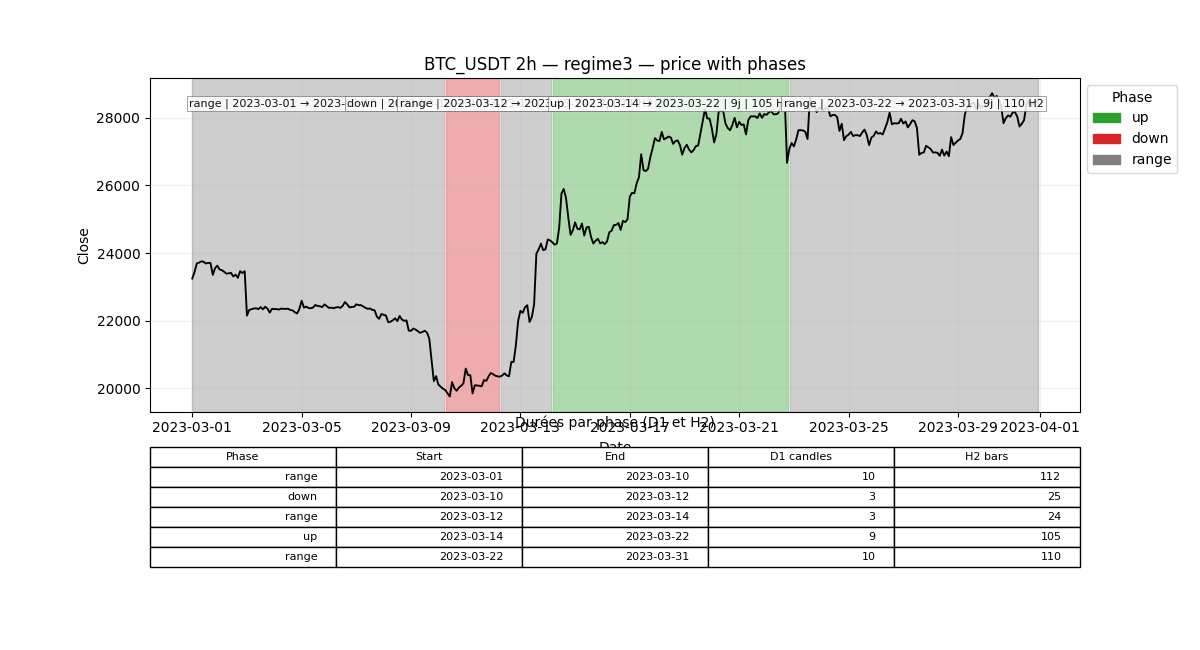 BTC_USDT 2h — regime3 — price with phases
range | 2023-03-01 → 2023- down | 20 range | 2023-03-12 → 2023 up | 2023-03-14 → 2023-03-22 | 9j | 105 H range | 2023-03-22 → 2023-03-31 | 9j | 110 H2
Phase
up
down
range
Close
28000
26000
24000
22000
20000
2023-03-01 2023-03-05 2023-03-09 2023-03-13 2023-03-17 2023-03-21 2023-03-25 2023-03-29 2023-04-01
Date
Durées par phase (D1 et H2)
Phase Start End D1 candles H2 bars
range 2023-03-01 2023-03-10 10 112
down 2023-03-10 2023-03-12 3 25
range 2023-03-12 2023-03-14 3 24
up 2023-03-14 2023-03-22 9 105
range 2023-03-22 2023-03-31 10 110